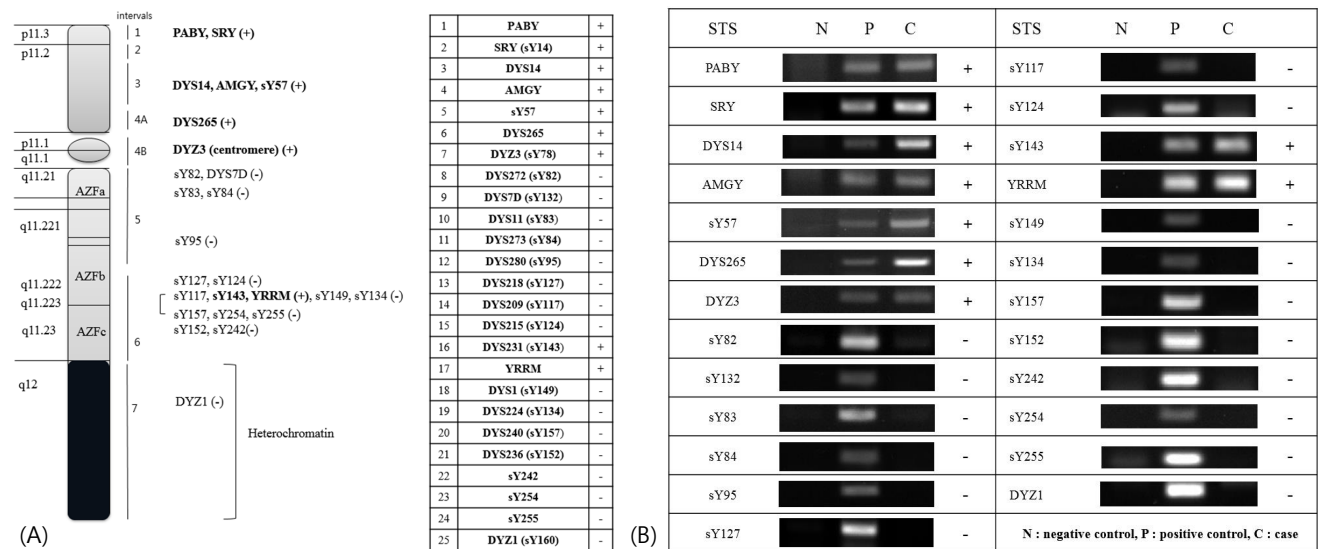 intervals
p11.3
1
PABY, SRY (+)
p11.2
2
3
DYS14, AMGY, sY57 (+)
4A
DYS265 (+)
p11.1
4B
DYZ3 (centromere) (+)
q11.1
q11.21
sY82, DYS7D (-)
AZFa
sY83, sY84 (-)
5
q11.221
sY95 (-)
AZFb
sY127, sY124 (-)
q11.222
sY117, sY143, YRRM (+), sY149, sY134 (-)
q11.223
sY157, sY254, sY255 (-)
q11.23
AZFc
sY152, sY242(-)
6
q12
7
DYZ1 (-)
Heterochromatin
(A)
1 PABY +
2 SRY (sY14) +
3 DYS14 +
4 AMGY +
5 sY57 +
6 DYS265 +
7 DYZ3 (sY78) +
8 DYS272 (sY82) -
9 DYS7D (sY132) -
10 DYS11 (sY83) -
11 DYS273 (sY84) -
12 DYS280 (sY95) -
13 DYS218 (sY127) -
14 DYS209 (sY117) -
15 DYS215 (sY124) -
16 DYS231 (sY143) +
17 YRRM +
18 DYS1 (sY149) -
19 DYS224 (sY134) -
20 DYS240 (sY157) -
21 DYS236 (sY152) -
22 sY242 -
23 sY254 -
24 sY255 -
25 DYZ1 (sY160) -
(B)
STS N P C
PABY +
SRY +
DYS14 +
AMGY +
sY57 +
DYS265 +
DYZ3 +
sY82 -
sY132 -
sY83 -
sY84 -
sY95 -
sY127 -
STS N P C
sY117 -
sY124 -
sY143 +
YRRM +
sY149 -
sY134 -
sY157 -
sY152 -
sY242 -
sY254 -
sY255 -
DYZ1 -
N : negative control, P : positive control, C : case